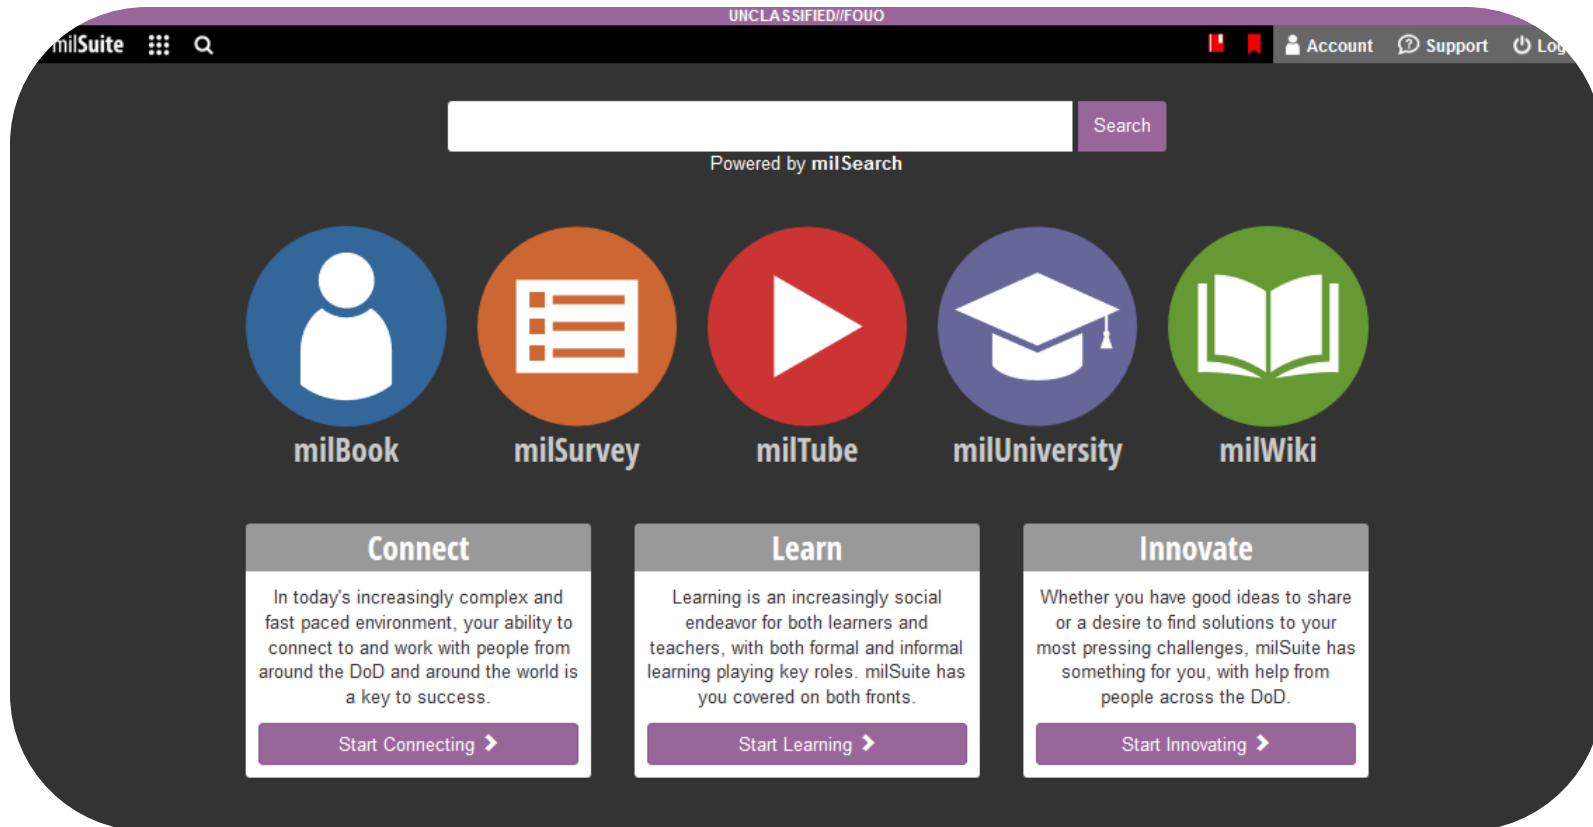 UNCLASSIFIED//FOUO
milSuite
Account Support
Search
Powered by milSearch
milBook milSurvey milTube milUniversity milWiki
Connect
In today's increasingly complex and
fast paced environment, your ability to
connect to and work with people from
around the DoD and around the world is
a key to success.
Start Connecting
Learn
Learning is an increasingly social
endeavor for both learners and
teachers, with both formal and informal
learning playing key roles. milSuite has
you covered on both fronts.
Start Learning
Innovate
Whether you have good ideas to share
or a desire to find solutions to your
most pressing challenges, milSuite has
something for you, with help from
people across the DoD.
Start Innovating